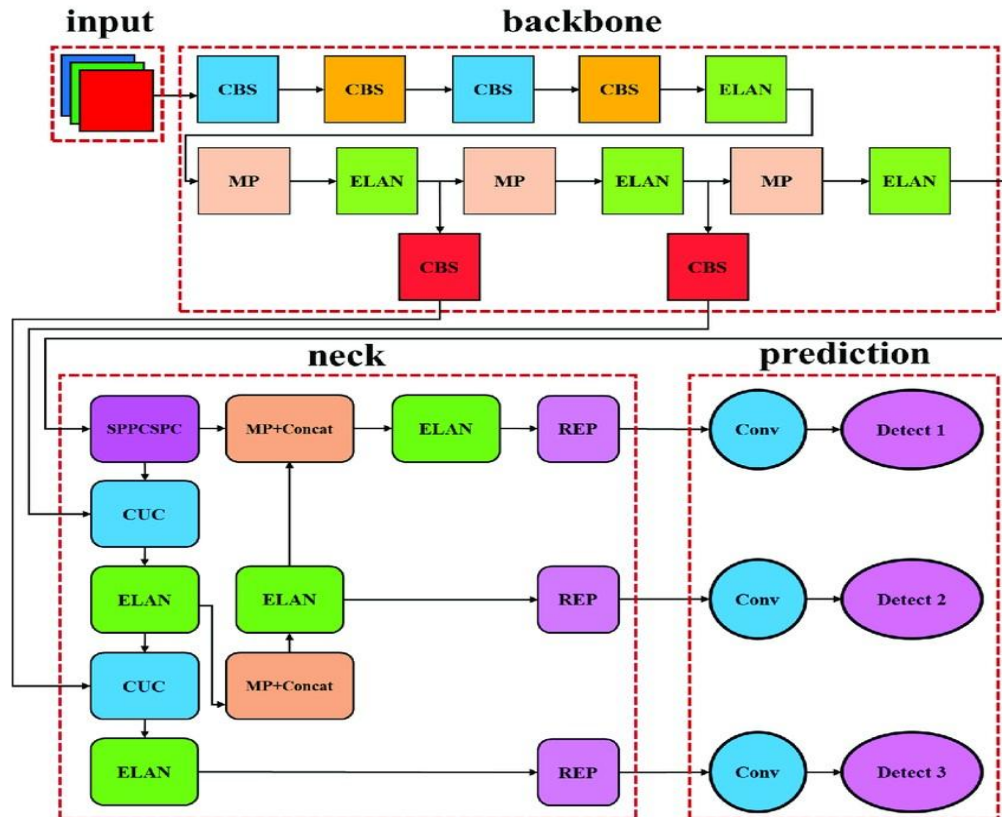 input
backbone
CBS CBS CBS CBS ELAN
MP ELAN MP ELAN MP ELAN
CBS CBS
neck
prediction
SPPCSPC MP+Concat ELAN REP Conv Detect 1
CUC
ELAN ELAN REP Conv Detect 2
CUC MP+Concat
ELAN REP Conv Detect 3